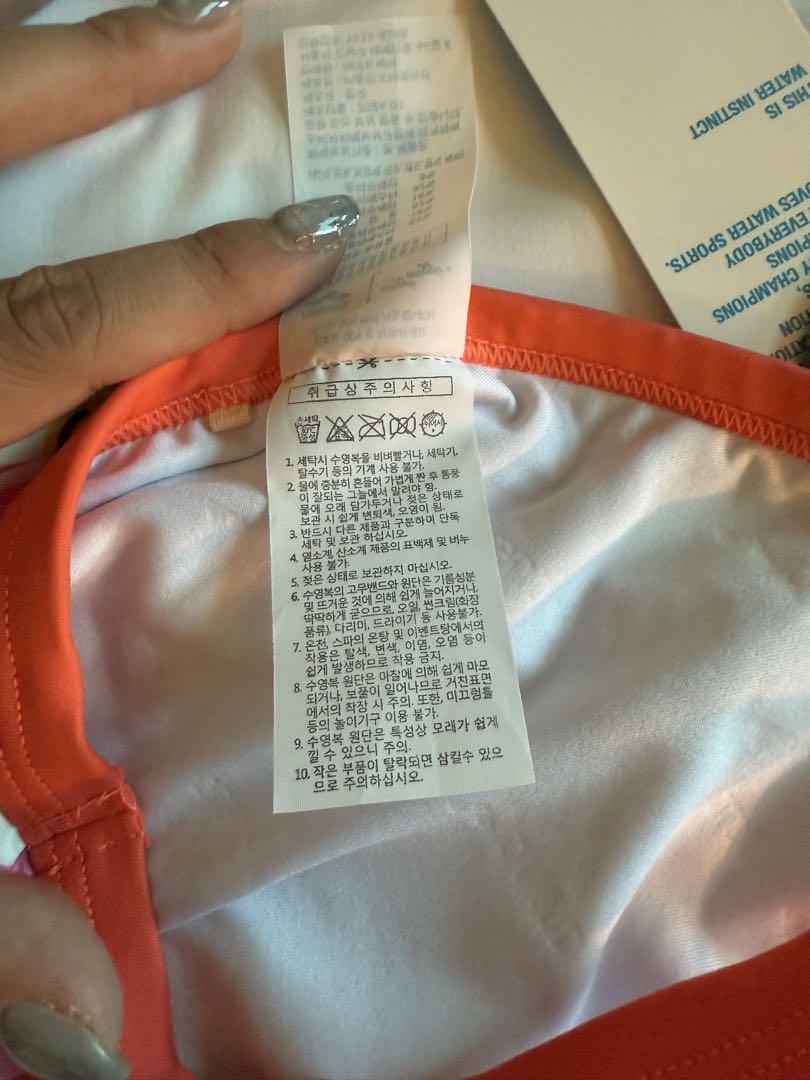 THIS IS
WATER INSTINCT
EVERYBODY
WATER SPORTS.
CHAMPIONS
취급상주의사항
손세탁
30℃
중성
1. 세탁시 수영복을 비벼빨거나, 세탁기,
탈수기 등의 기계 사용 불가.
2. 물에 충분히 흔들어 가볍게 짠 후 통풍
이 잘되는 그늘에서 말려야 함.
물에 오래 담가두거나 젖은 상태로
보관 시 쉽게 변퇴색, 오염이 됨.
3. 반드시 다른 제품과 구분하여 단독
세탁 및 보관 하십시오.
4. 염소계, 산소계 제품의 표백제 및 비누
사용 불가.
5. 젖은 상태로 보관하지 마십시오.
6. 수영복의 고무밴드와 원단은 기름성분
및 뜨거운 것에 의해 쉽게 늘어지거나,
딱딱하게 굳으므로, 오일, 썬크림(화장
품류), 다리미, 드라이기 등 사용불가.
7. 온천, 스파의 온탕 및 이벤트탕에서의
착용은 탈색, 변색, 이염, 오염 등이
쉽게 발생하므로 착용 금지.
8. 수영복 원단은 마찰에 의해 쉽게 마모
되거나, 보풀이 일어나므로 거친표면
에서의 착장 시 주의. 또한, 미끄럼틀
등의 놀이기구 이용 불가.
9. 수영복 원단은 특성상 모래가 쉽게
낄 수 있으니 주의.
10. 작은 부품이 탈락되면 삼킬수 있으
므로 주의하십시오.